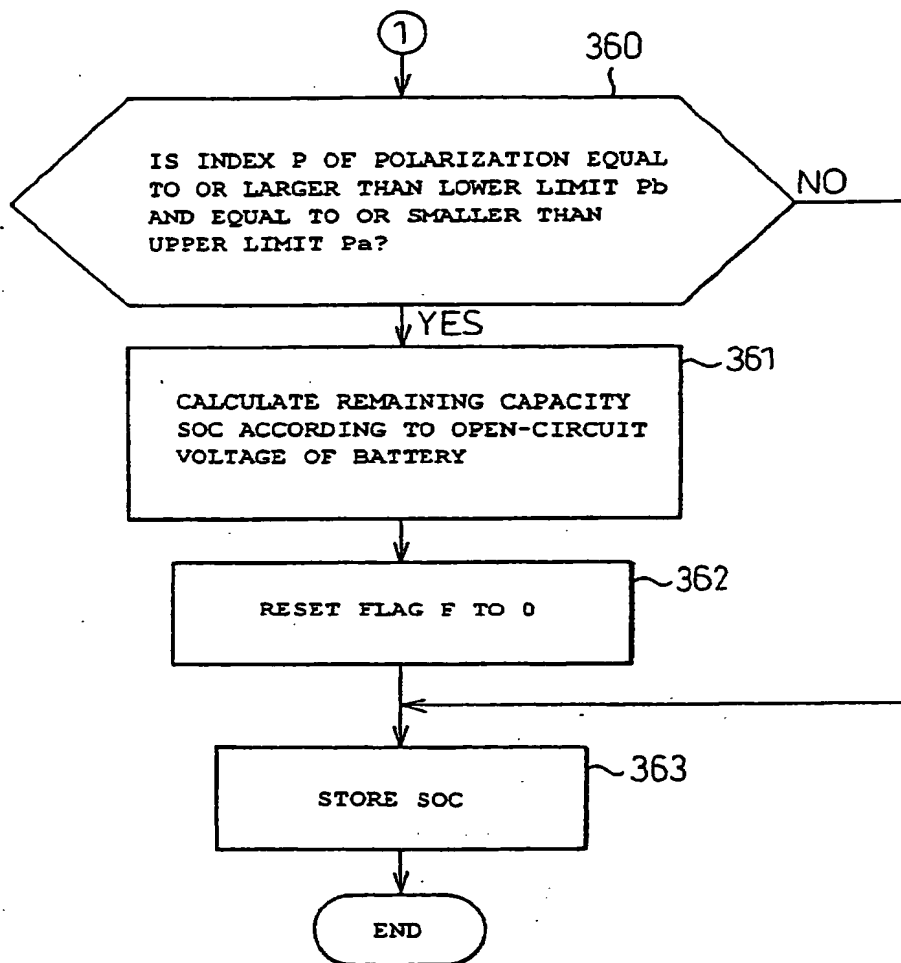 1
360
IS INDEX P OF POLARIZATION EQUAL
TO OR LARGER THAN LOWER LIMIT Pb
AND EQUAL TO OR SMALLER THAN
UPPER LIMIT Pa?
NO
YES
361
CALCULATE REMAINING CAPACITY
SOC ACCORDING TO OPEN-CIRCUIT
VOLTAGE OF BATTERY
362
RESET FLAG F TO 0
363
STORE SOC
END